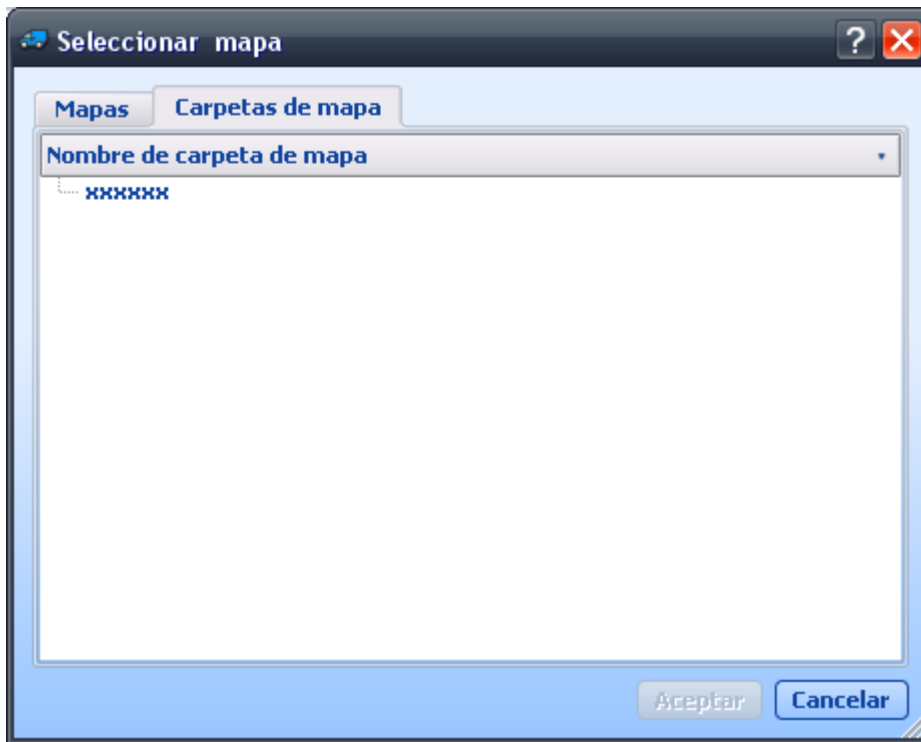 Seleccionar mapa
Mapas Carpetas de mapa
Nombre de carpeta de mapa
xxxxxx
Aceptar Cancelar